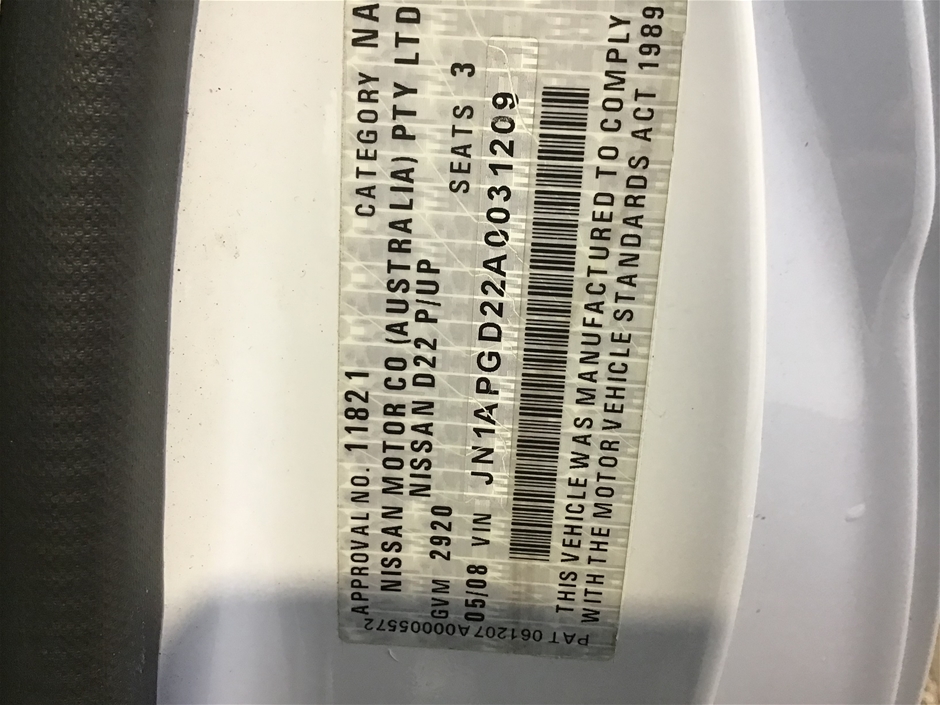 APPROVAL NO. 11821 CATEGORY NA
NISSAN MOTOR CO (AUSTRALIA) PTY LTD
NISSAN D22 P/UP
GVM 2920 SEATS 3
05/08 VIN JN1APGD22A0031209
THIS VEHICLE WAS MANUFACTURED TO COMPLY
WITH THE MOTOR VEHICLE STANDARDS ACT 1989
PAT 061207A00005572